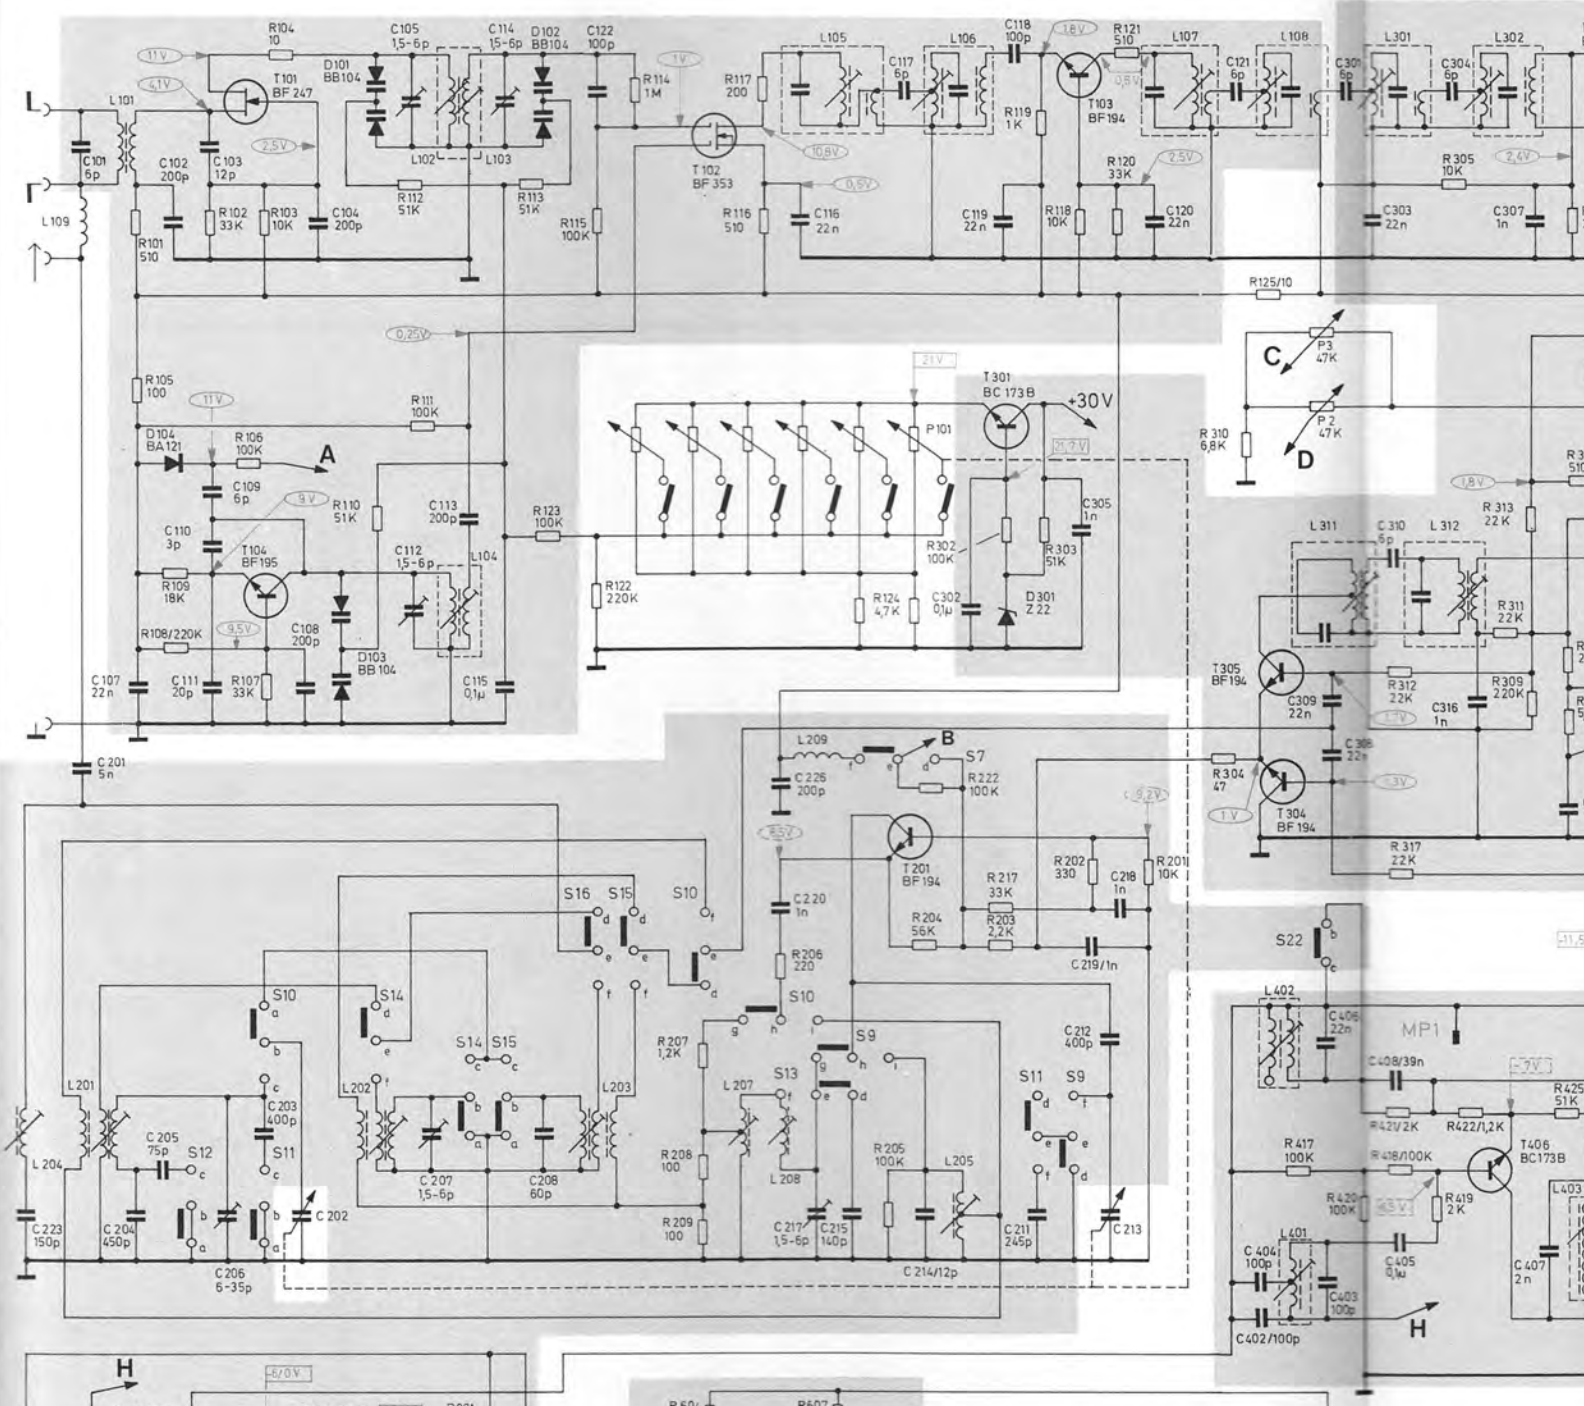 R104
10
C105
1,5-6p
C114
1,5-6p
D102
BB104
C122
100p
L105
L106
C118
100p
1,8V
R121
510
L107
L108
L301
L302
11V
4,1V
T101
BF 247
D101
BB104
R114
1M
1V
R117
200
C117
6p
T103
BF194
0,8V
C121
6p
C301
6p
C304
6p
L101
2,5V
R119
1K
10,8V
C101
6p
C102
200p
C103
12p
L102
L103
T102
BF 353
R120
33K
2,5V
R305
10K
2,4V
R112
51K
R113
51K
0,5V
L109
R101
510
R102
33K
R103
10K
C104
200p
R115
100K
R116
510
C116
22n
C119
22n
R118
10K
C120
22n
C303
22n
C307
1n
R125/10
0,25V
C
P3
47K
P2
47K
D
R310
6,8K
R105
100
11V
R111
100K
21V
T301
BC 173 B
+30V
P101
D104
BA121
R106
100K
A
21,7V
C109
6p
9V
R110
51K
C113
200p
R123
100K
C305
1n
1,8V
R313
22K
C110
3p
T104
BF195
C112
1,5-6p
L104
R302
100K
R303
51K
L311
C310
6p
L312
R109
18K
R122
220K
R124
4,7K
C302
0,1µ
D301
Z 22
R311
22K
R108/220K
9,5V
C108
200p
D103
BB 104
T305
BF194
C107
22n
C111
20p
R107
33K
C115
0,1µ
C309
22n
R312
22K
R309
220K
C316
1n
L209
B
S7
C201
5n
C226
200p
R222
100K
R304
47
C308
22n
9,2V
1V
T304
BF194
T201
BF194
R202
330
R201
10K
C218
1n
R317
22K
S16
S15
S10
C220
1n
R217
33K
R204
56K
R203
2,2K
C219/1n
R206
220
S22
S10
S14
S10
L402
C406
22n
MP1
R207
1,2K
S9
C212
400p
C408/39n
-7V
S14
S15
L201
L202
L203
L207
S13
S11
S9
R425
51K
C203
400p
R421/2K
R422/1,2K
L204
C205
75p
S12
S11
R208
100
L208
R205
100K
L205
R417
100K
R418/100K
T406
BC173B
C207
1,5-6p
C208
60p
R420
100K
R419
2K
L403
C223
150p
C204
450p
C202
R209
100
C217
1,5-6p
C215
140p
C211
245p
C213
L401
C404
100p
C405
0,1µ
C407
2n
C206
6-35p
C214/12p
C403
100p
C402/100p
H
H
-6/0V
R607